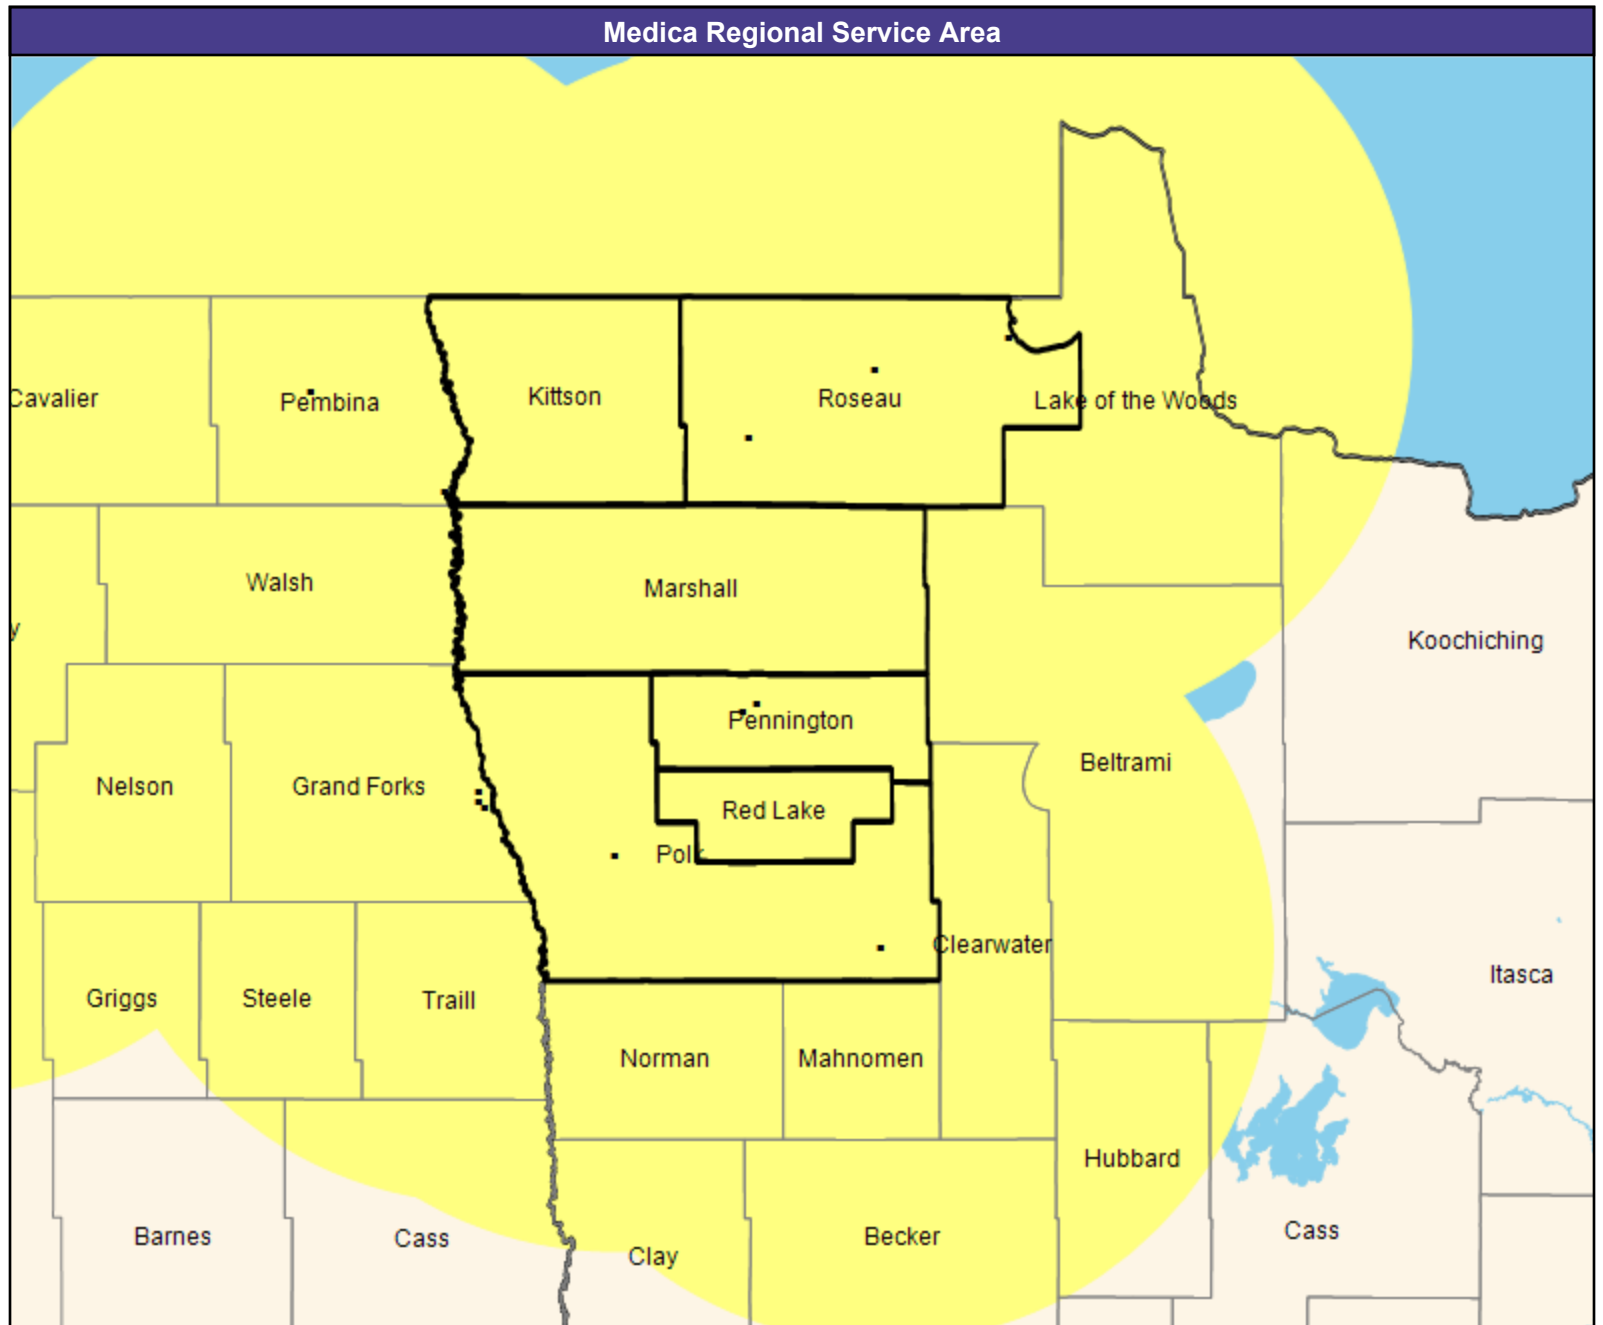 Medica Regional Service Area
Cavalier
Pembina
Kittson
Roseau
Lake of the Woods
Walsh
Marshall
y
Koochiching
Pennington
Beltrami
Nelson
Grand Forks
Red Lake
Polk
Clearwater
Itasca
Griggs
Steele
Traill
Norman
Mahnomen
Hubbard
Barnes
Cass
Clay
Becker
Cass